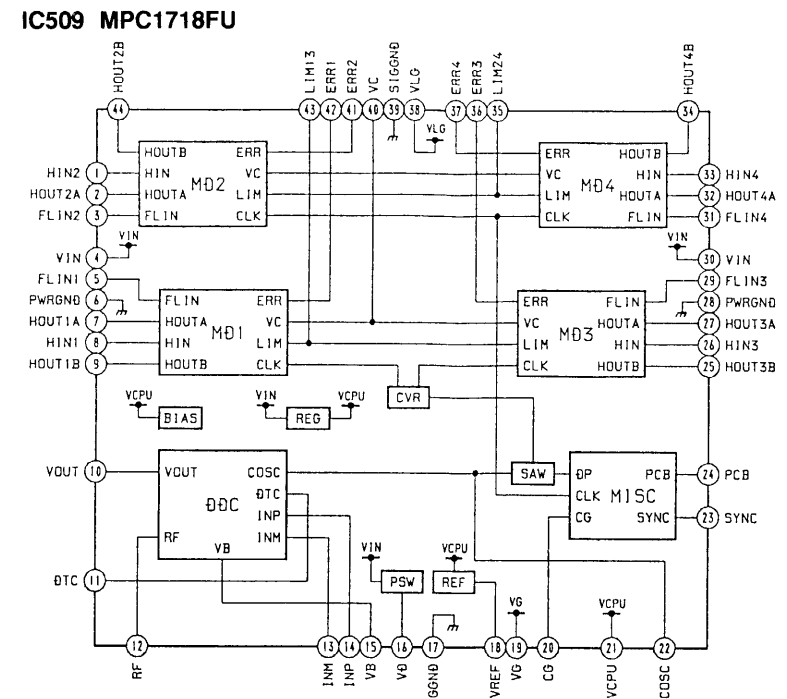 IC509 MPC1718FU
HOUT2B
LIM13
ERR1
ERR2
VC
SIGGND
VLG
ERR4
ERR3
LIM24
HOUT4B
44
43
42
41
40
39
38
37
36
35
34
VLG
HIN2 1
HOUT2A 2
FLIN2 3
HOUTB ERR
HIN VC
MD2
HOUTA LIM
FLIN CLK
ERR HOUTB
VC HIN
MD4
LIM HOUTA
CLK FLIN
33 HIN4
32 HOUT4A
31 FLIN4
VIN
VIN 4
VIN
30 VIN
FLIN1 5
PWRGND 6
HOUT1A 7
HIN1 8
HOUT1B 9
FLIN ERR
HOUTA VC
MD1
HIN LIM
HOUTB CLK
ERR FLIN
VC HOUTA
MD3
LIM HIN
CLK HOUTB
29 FLIN3
28 PWRGND
27 HOUT3A
26 HIN3
25 HOUT3B
CVR
VCPU
BIAS
VIN
REG
VCPU
VOUT 10
VOUT COSC
DTC
DDC
INP
RF INM
VB
SAW
DP PCB
CLK MISC
CG SYNC
24 PCB
23 SYNC
DTC 11
VIN
PSW
VCPU
REF
VG
VCPU
12
13
14
15
16
17
18
19
20
21
22
RF
INM
INP
VB
VD
GGND
VREF
VG
CG
VCPU
COSC